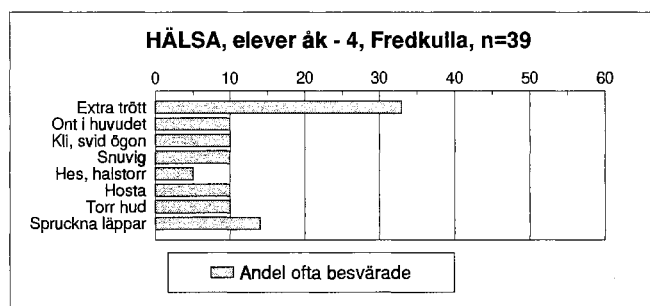 HÄLSA, elever åk - 4, Fredkulla, n=39
0 10 20 30 40 50 60
Extra trött
Ont i huvudet
Kli, svid ögon
Snuvig
Hes, halstorr
Hosta
Torr hud
Spruckna läppar
Andel ofta besvärade